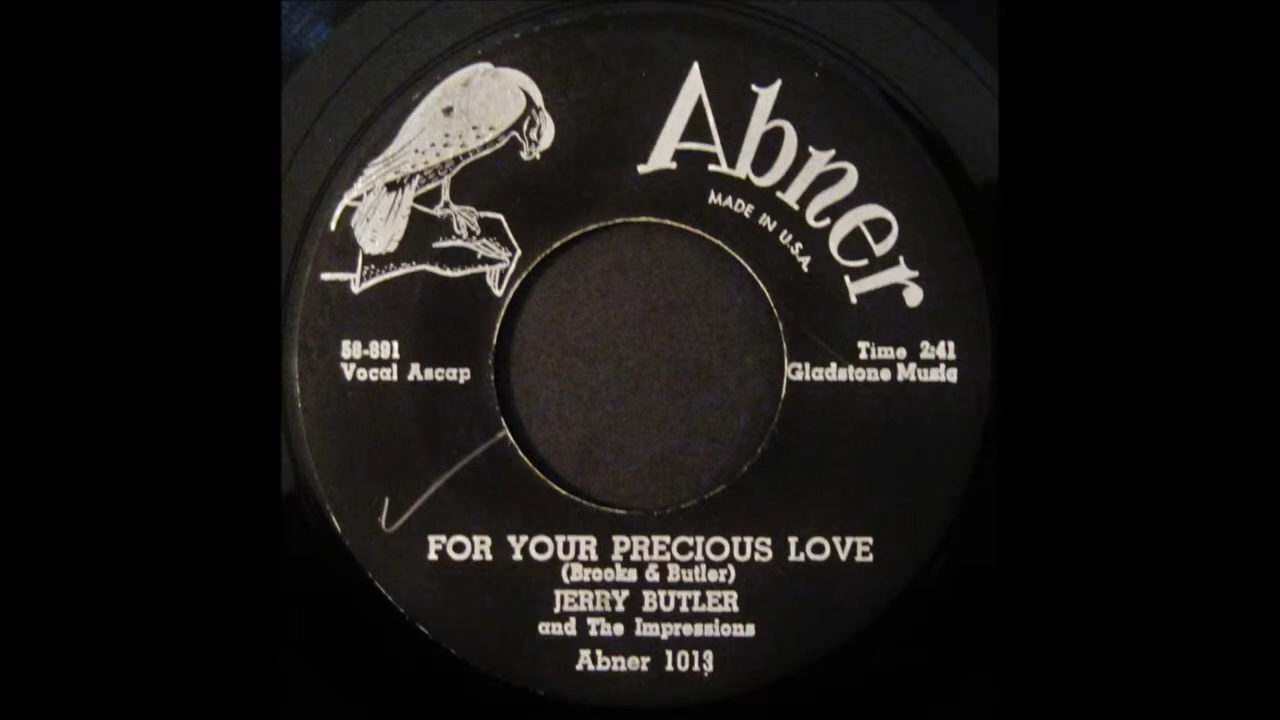 Abner
MADE IN U.S.A.
58-891
Vocal Ascap
Time 2:41
Gladstone Music
FOR YOUR PRECIOUS LOVE
(Brooks & Butler)
JERRY BUTLER
and The Impressions
Abner 1013